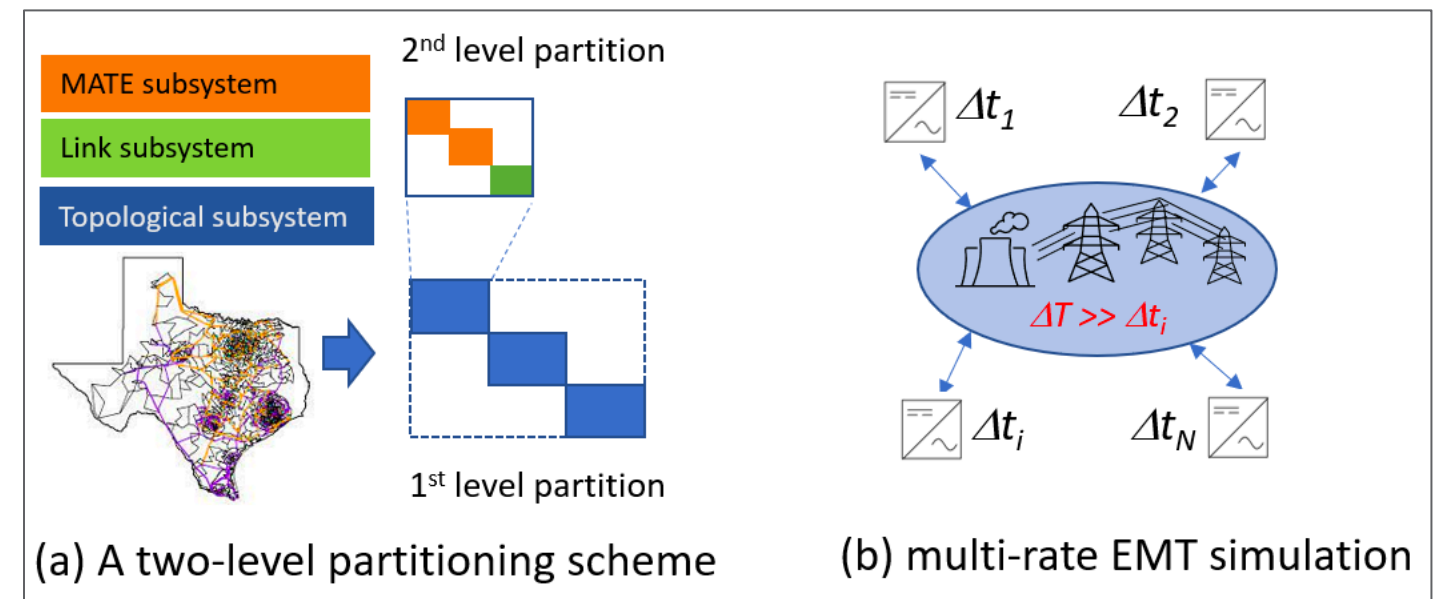 2nd level partition
MATE subsystem
Link subsystem
Topological subsystem
1st level partition
(a) A two-level partitioning scheme
Δt1
Δt2
ΔT >> Δti
Δti
ΔtN
(b) multi-rate EMT simulation